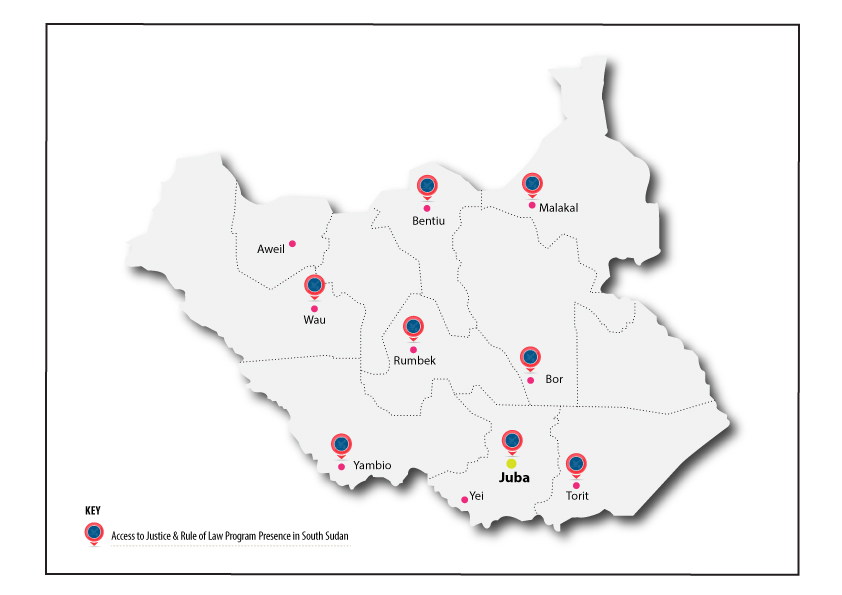 Malakal
Bentiu
Aweil
Wau
Rumbek
Bor
Yambio
Juba
Yei
Torit
KEY
Access to Justice & Rule of Law Program Presence in South Sudan